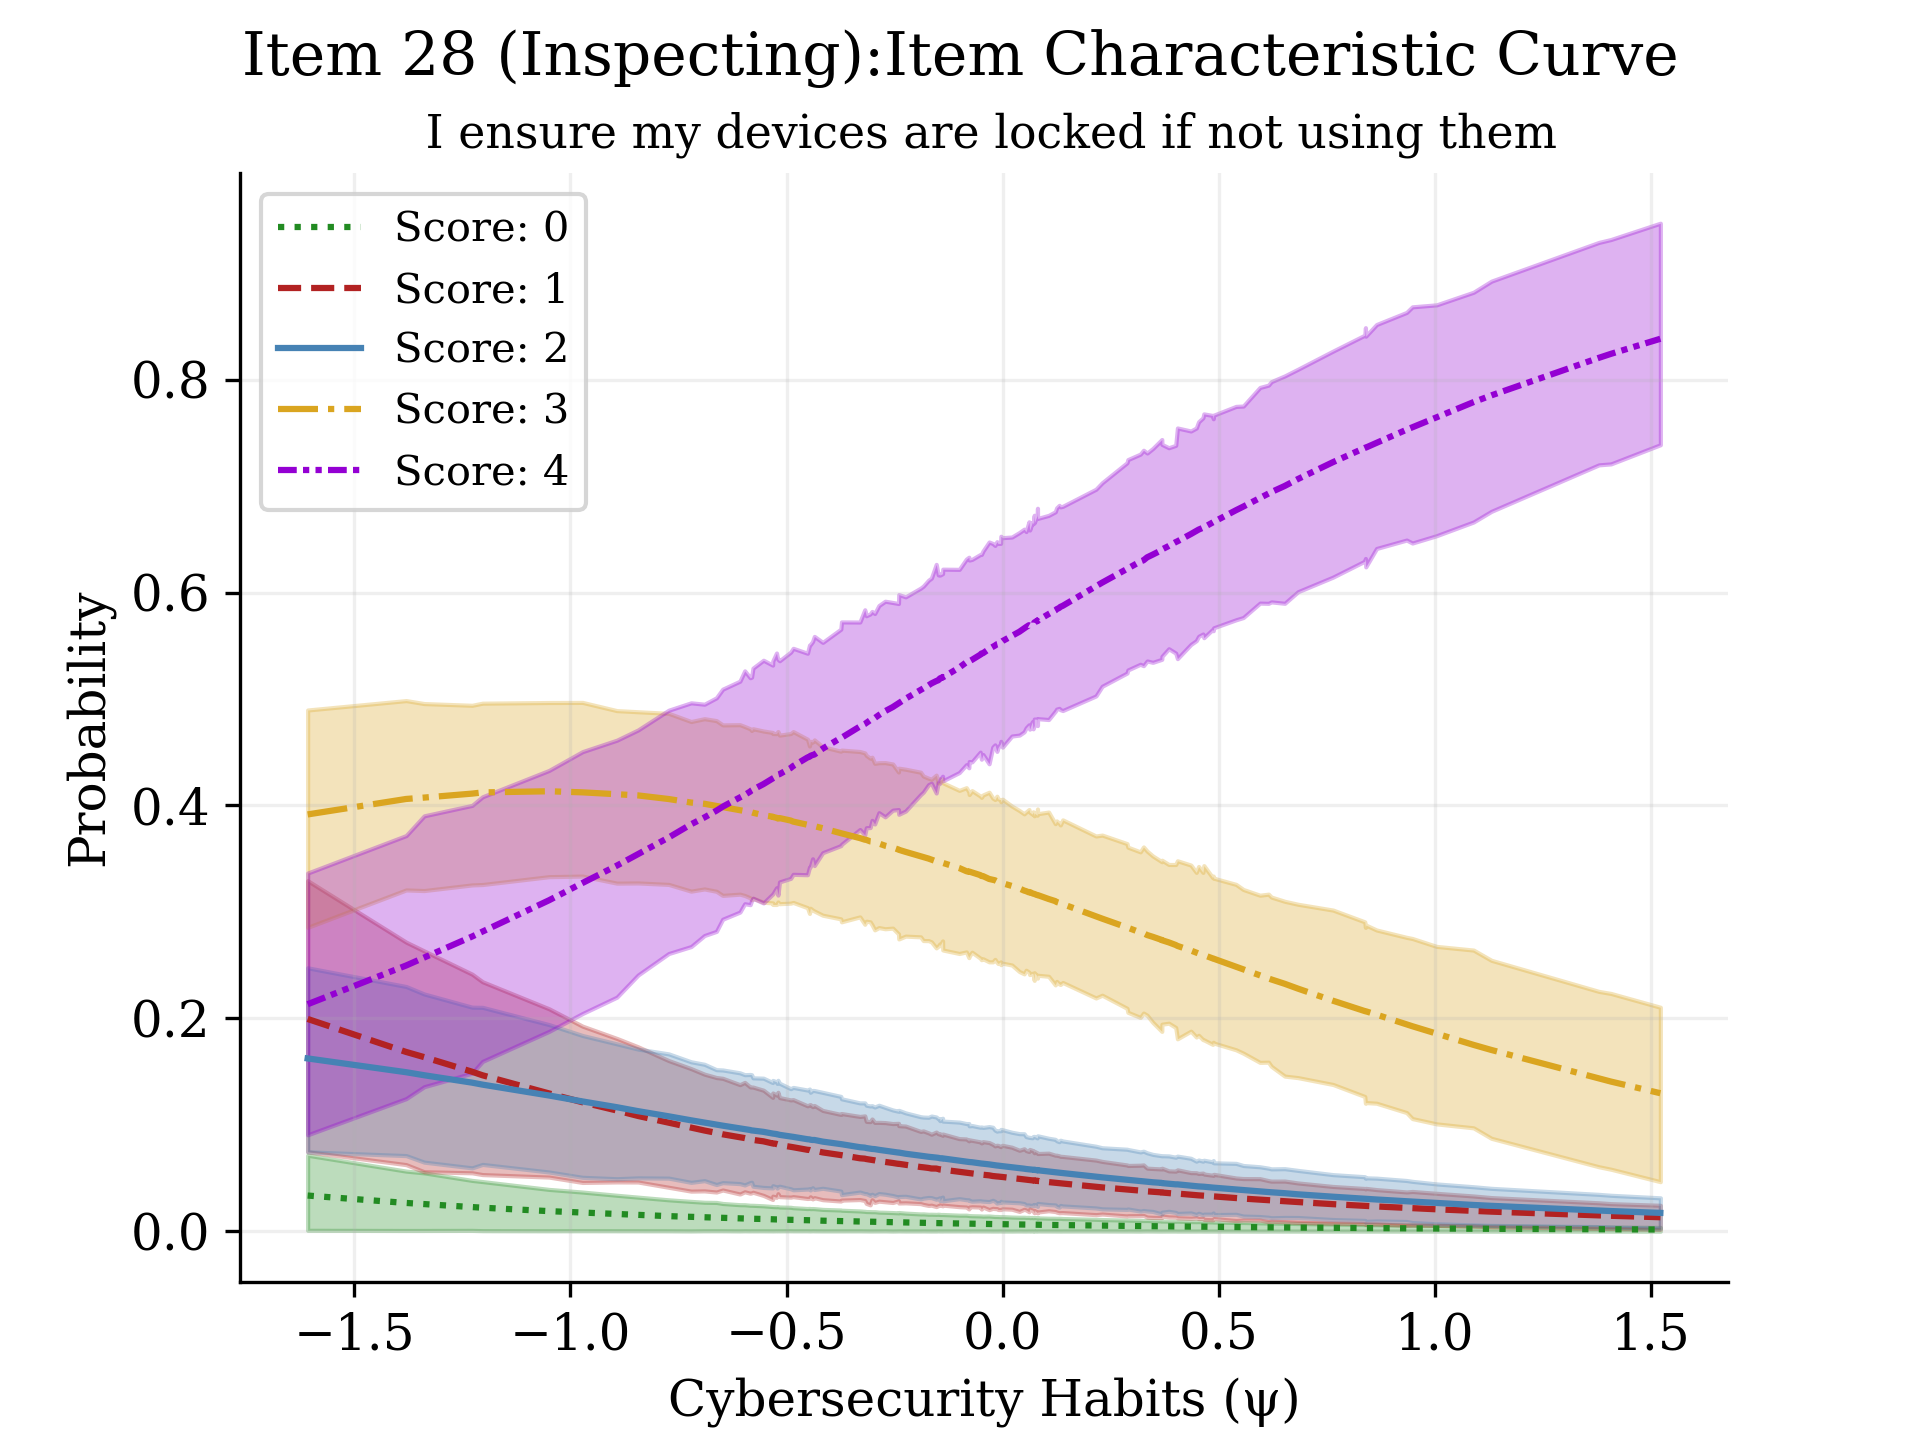 Item 28 (Inspecting):Item Characteristic Curve
I ensure my devices are locked if not using them
Score: 0
Score: 1
Score: 2
Score: 3
Score: 4
Probability
0.8
0.6
0.4
0.2
0.0
−1.5 −1.0 −0.5 0.0 0.5 1.0 1.5
Cybersecurity Habits (ψ)